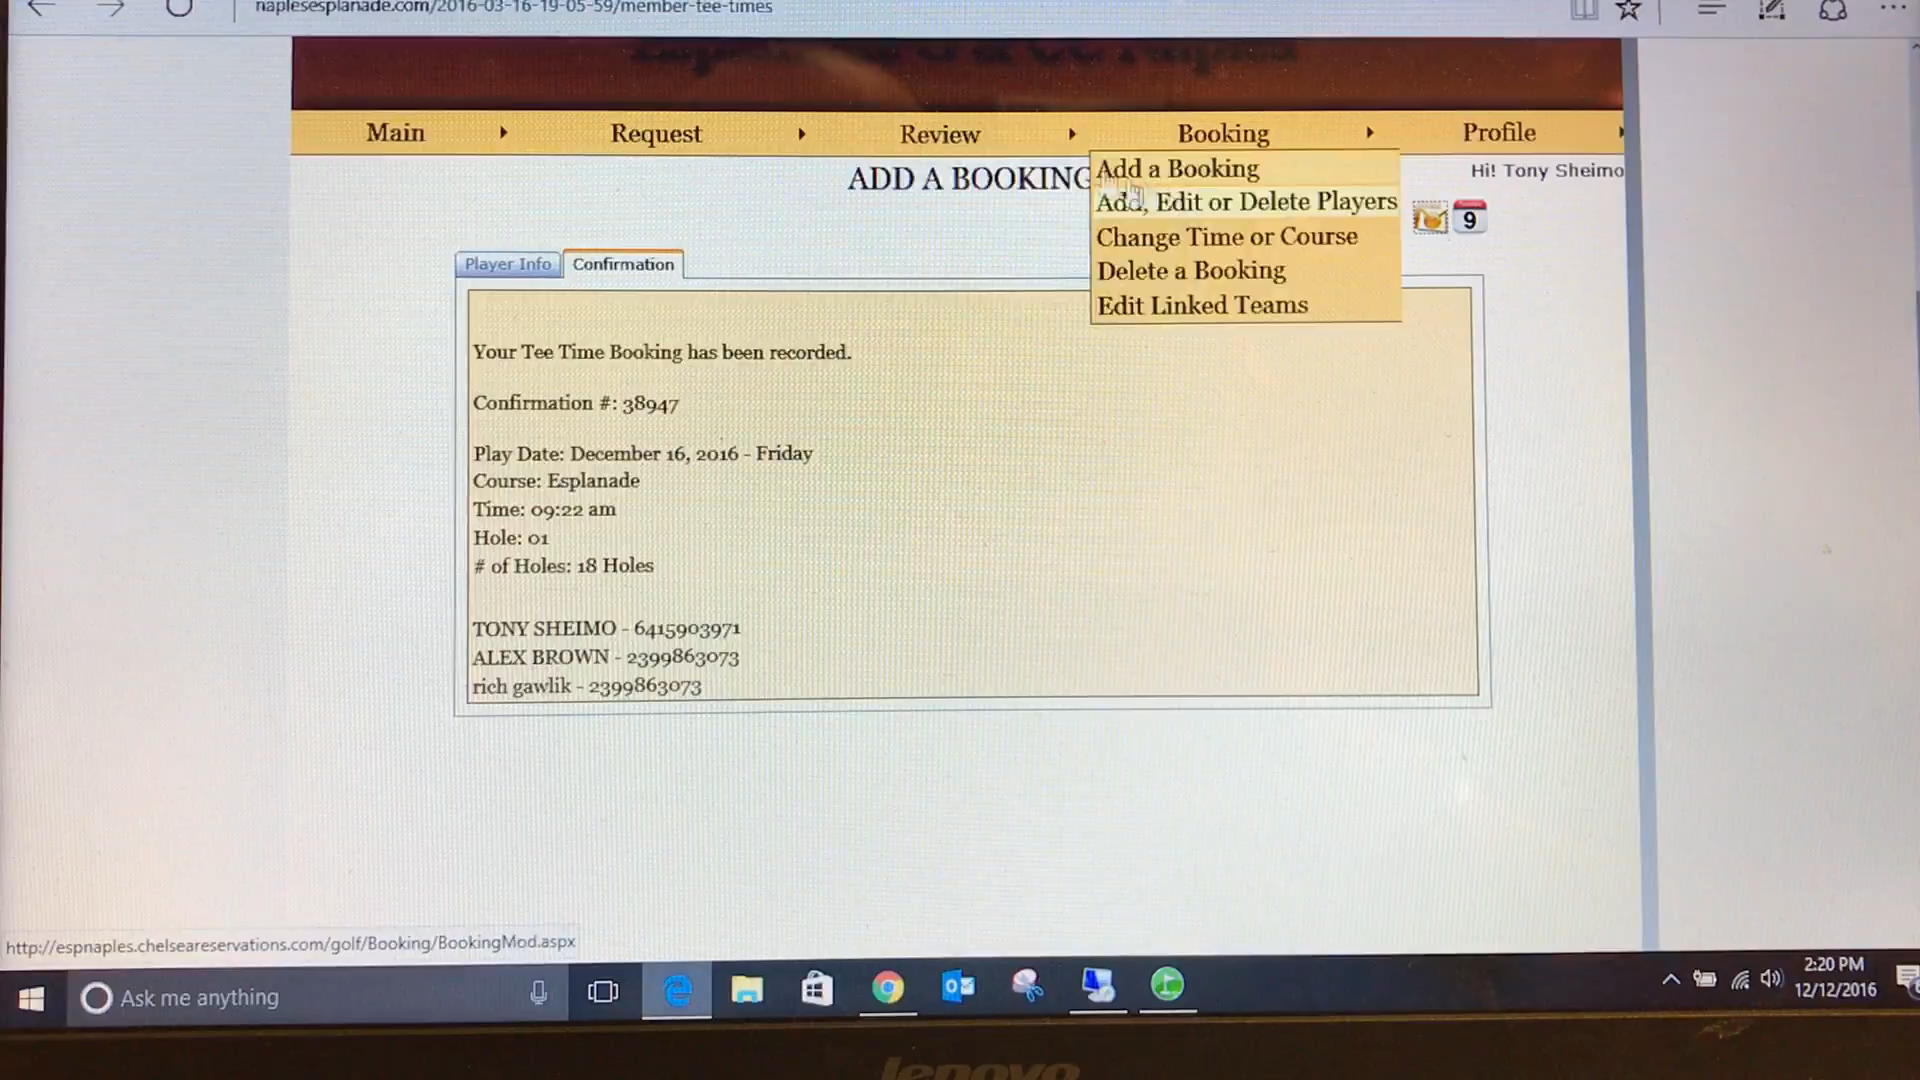 naplesesplanade.com/2016-03-16-19-05-59/member-tee-times
Main Request Review Booking Profile
ADD A BOOKING
Hi! Tony Sheimo
Add a Booking
Add, Edit or Delete Players
Change Time or Course
Delete a Booking
Edit Linked Teams
9
Player Info Confirmation
Your Tee Time Booking has been recorded.
Confirmation #: 38947
Play Date: December 16, 2016 - Friday
Course: Esplanade
Time: 09:22 am
Hole: 01
# of Holes: 18 Holes
TONY SHEIMO - 6415903971
ALEX BROWN - 2399863073
rich gawlik - 2399863073
http://espnaples.chelseareservations.com/golf/Booking/BookingMod.aspx
Ask me anything
2:20 PM
12/12/2016
lenovo